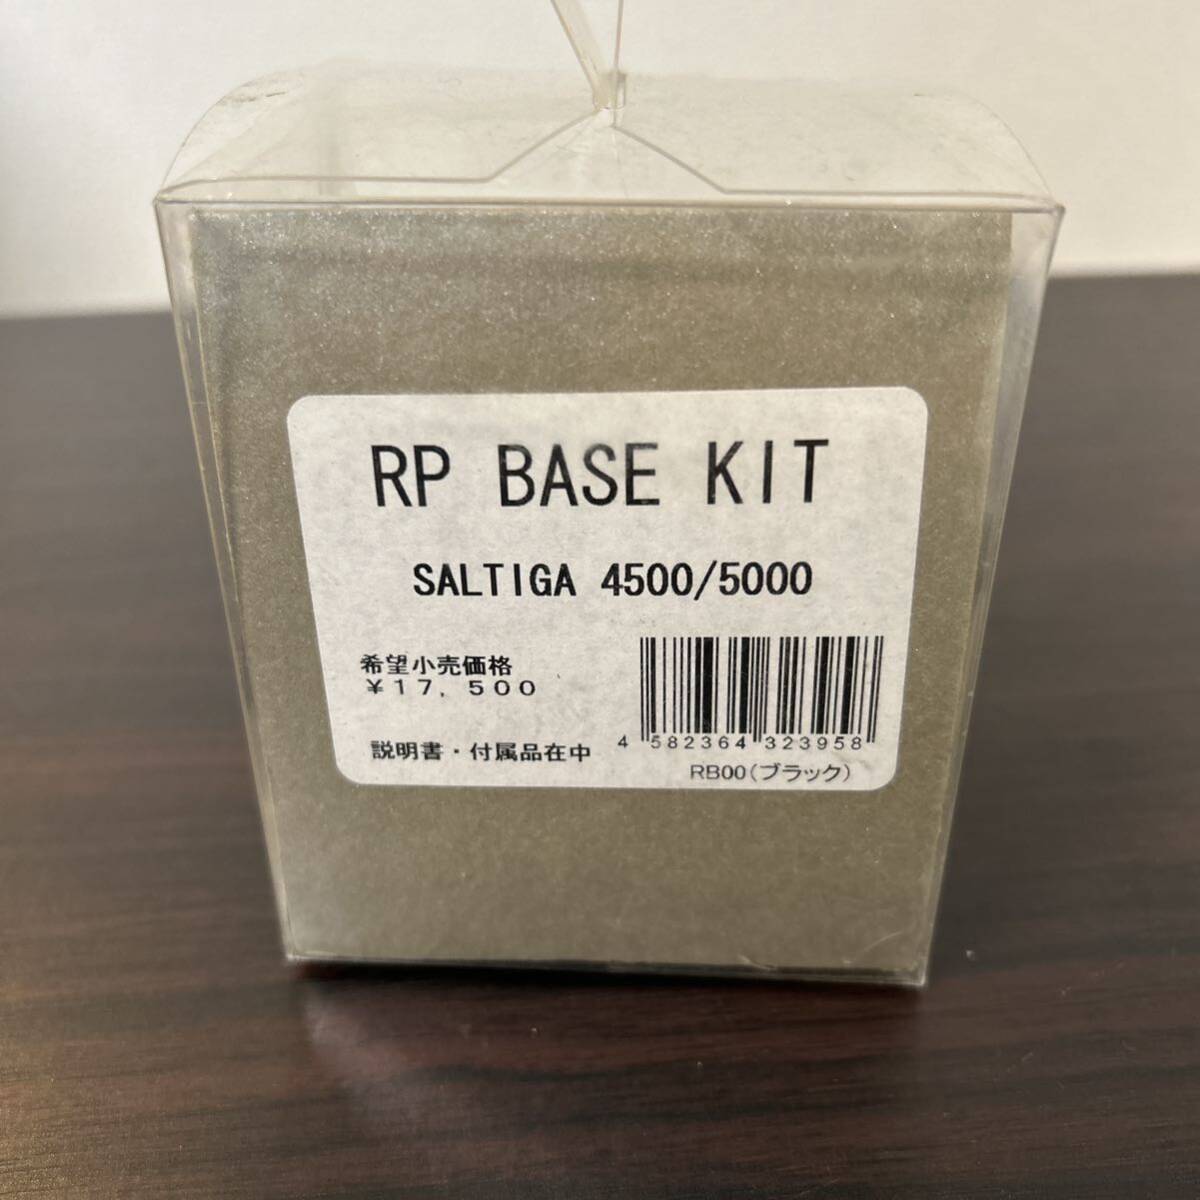 RP BASE KIT
SALTIGA 4500/5000
希望小売価格
¥17,500
説明書・付属品在中
4 582364 323958
RB00(ブラック)